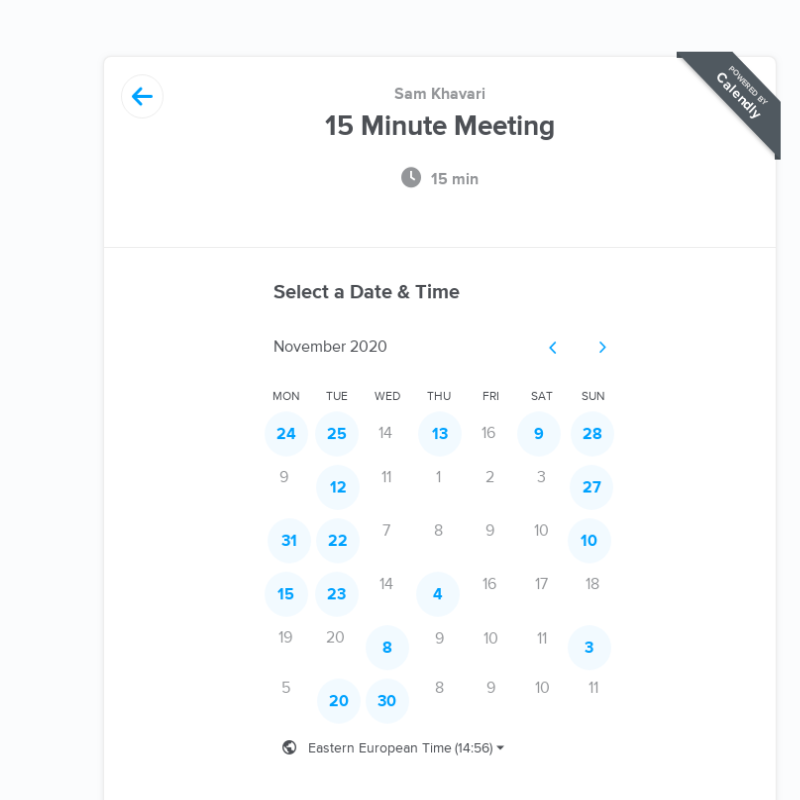 POWERED BY
Calendly
Sam Khavari
15 Minute Meeting
15 min
Select a Date & Time
November 2020
MON TUE WED THU FRI SAT SUN
24 25 14 13 16 9 28
9 12 11 1 2 3 27
31 22 7 8 9 10 10
15 23 14 4 16 17 18
19 20 8 9 10 11 3
5 20 30 8 9 10 11
Eastern European Time (14:56)